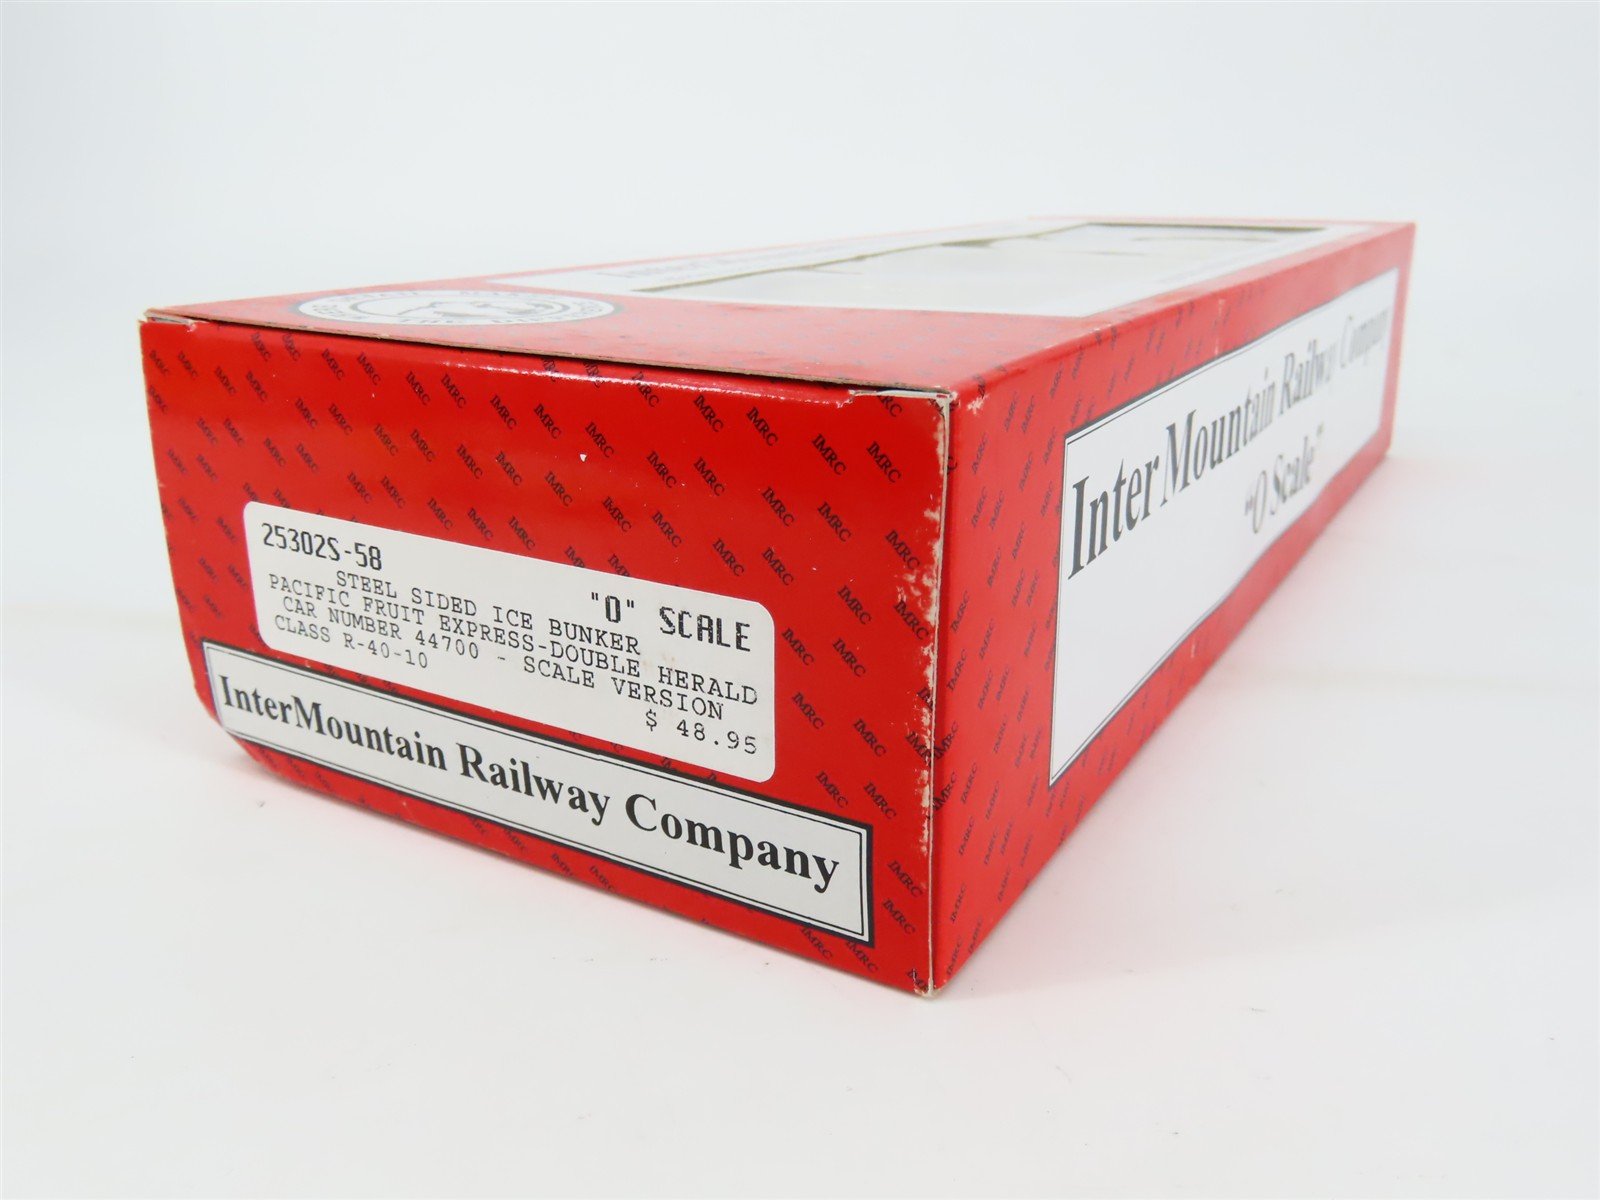 25302S-58
"O" SCALE
STEEL SIDED ICE BUNKER
PACIFIC FRUIT EXPRESS-DOUBLE HERALD
CAR NUMBER 44700 - SCALE VERSION
CLASS R-40-10
$ 48.95
InterMountain Railway Company
InterMountain Railway Company
"O Scale"
IMRC